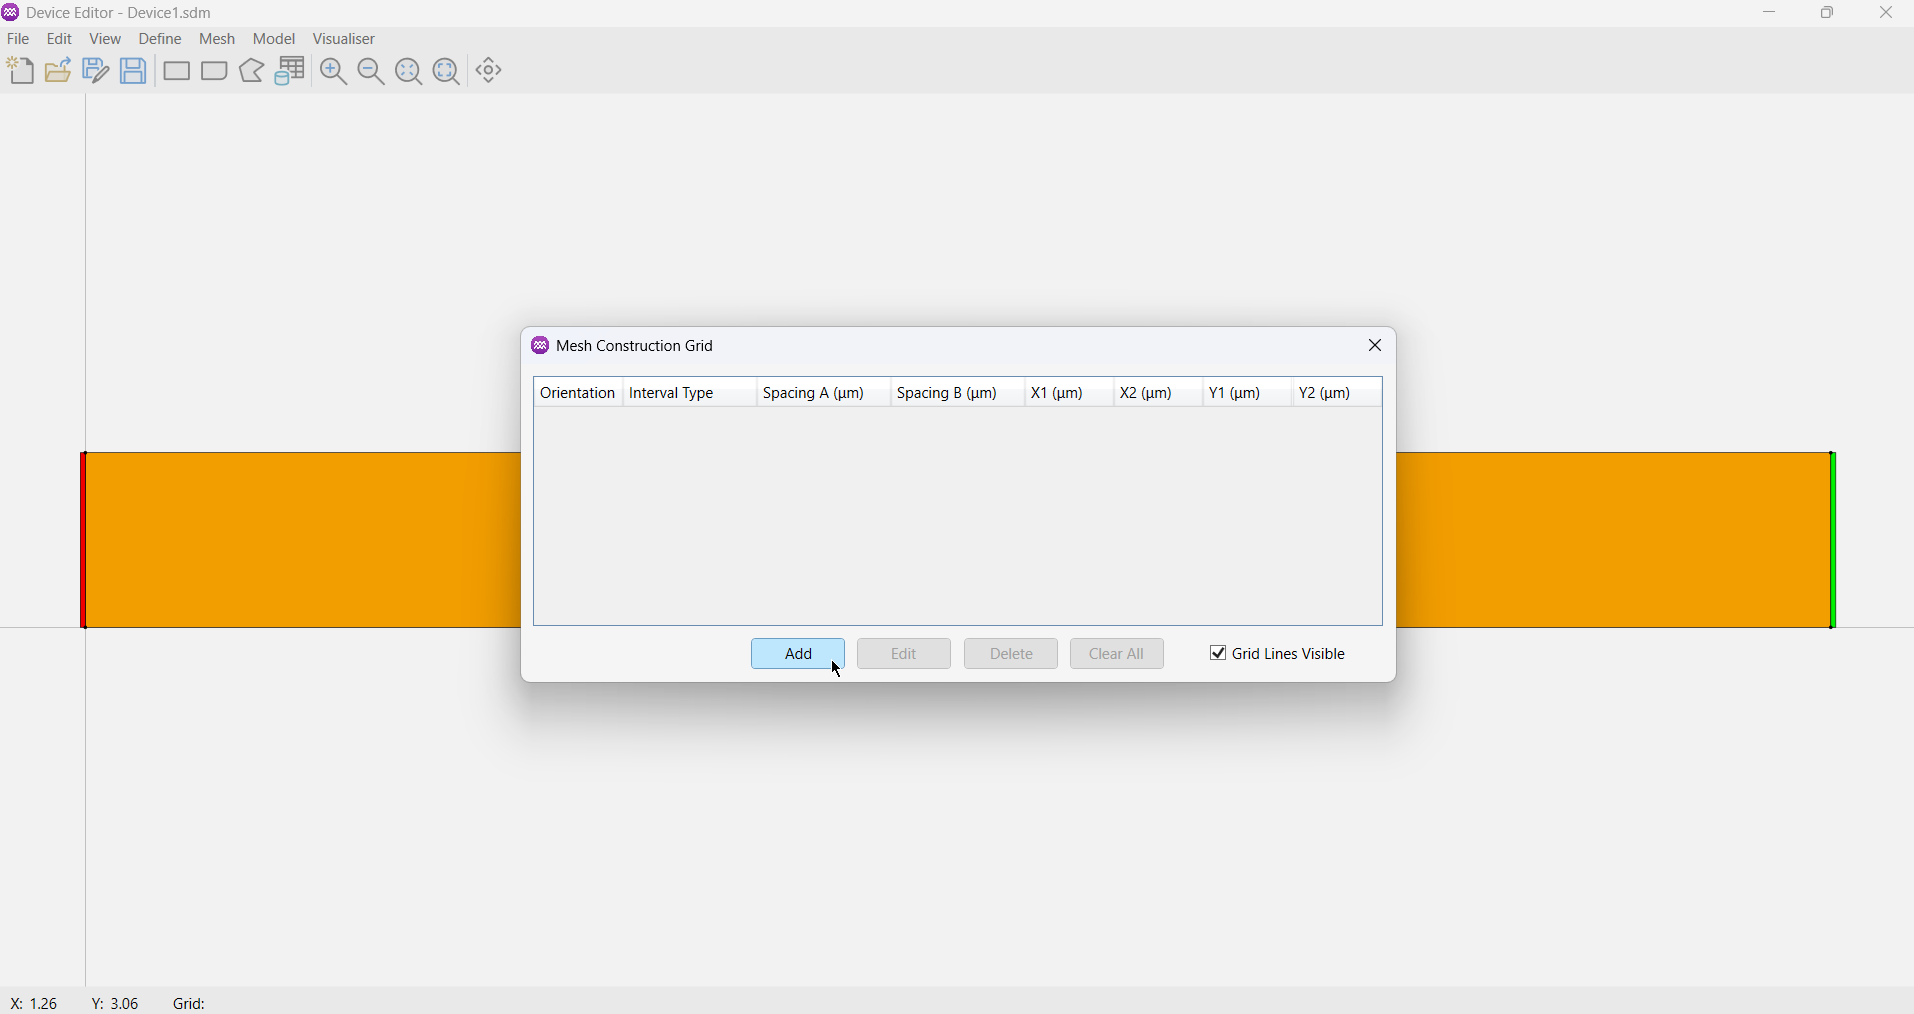 Device Editor - Device1.sdm
File Edit View Define Mesh Model Visualiser
Mesh Construction Grid
Orientation Interval Type Spacing A (µm) Spacing B (µm) X1 (µm) X2 (µm) Y1 (µm) Y2 (µm)
Add Edit Delete Clear All Grid Lines Visible
X: 1.26 Y: 3.06 Grid: